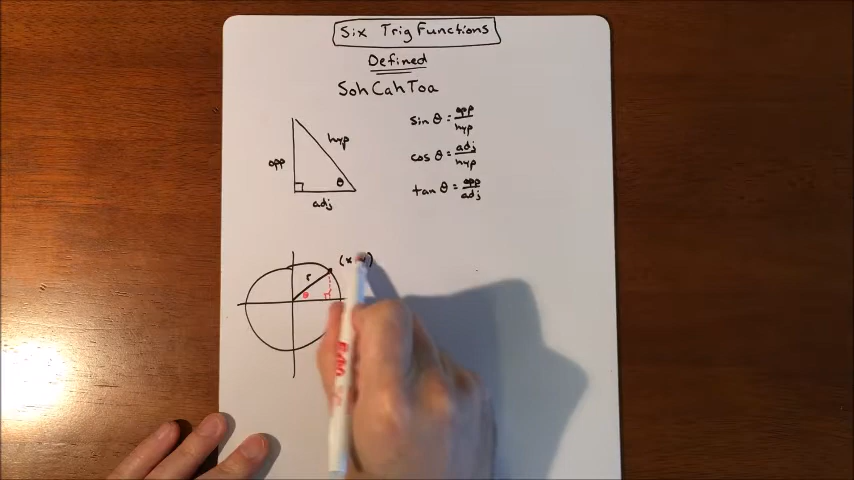 Six Trig Functions
Defined
SohCahToa
opp
hyp
θ
adj
sin θ = opp/hyp
cos θ = adj/hyp
tan θ = opp/adj
r
θ